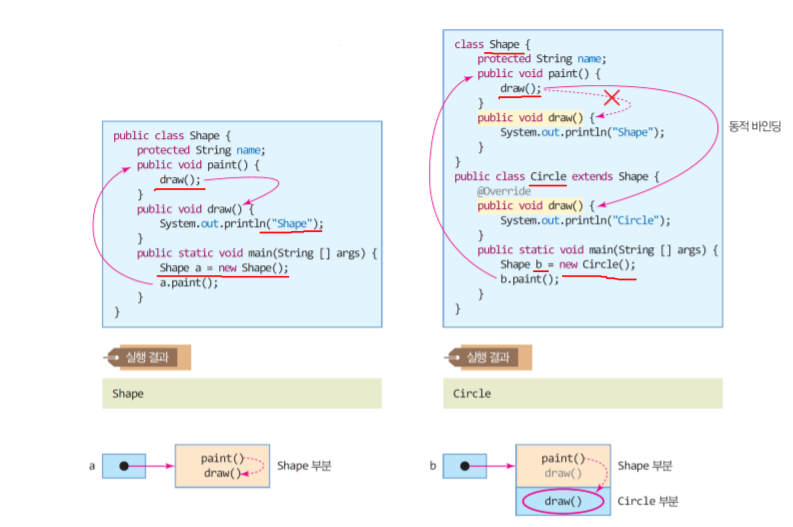 public class Shape {
protected String name;
public void paint() {
draw();
}
public void draw() {
System.out.println("Shape");
}
public static void main(String [] args) {
Shape a = new Shape();
a.paint();
}
}
실행 결과
Shape
a
paint()
draw()
Shape 부분
class Shape {
protected String name;
public void paint() {
draw();
}
public void draw() {
System.out.println("Shape");
}
}
public class Circle extends Shape {
@Override
public void draw() {
System.out.println("Circle");
}
public static void main(String [] args) {
Shape b = new Circle();
b.paint();
}
}
동적 바인딩
실행 결과
Circle
b
paint()
draw()
Shape 부분
draw()
Circle 부분